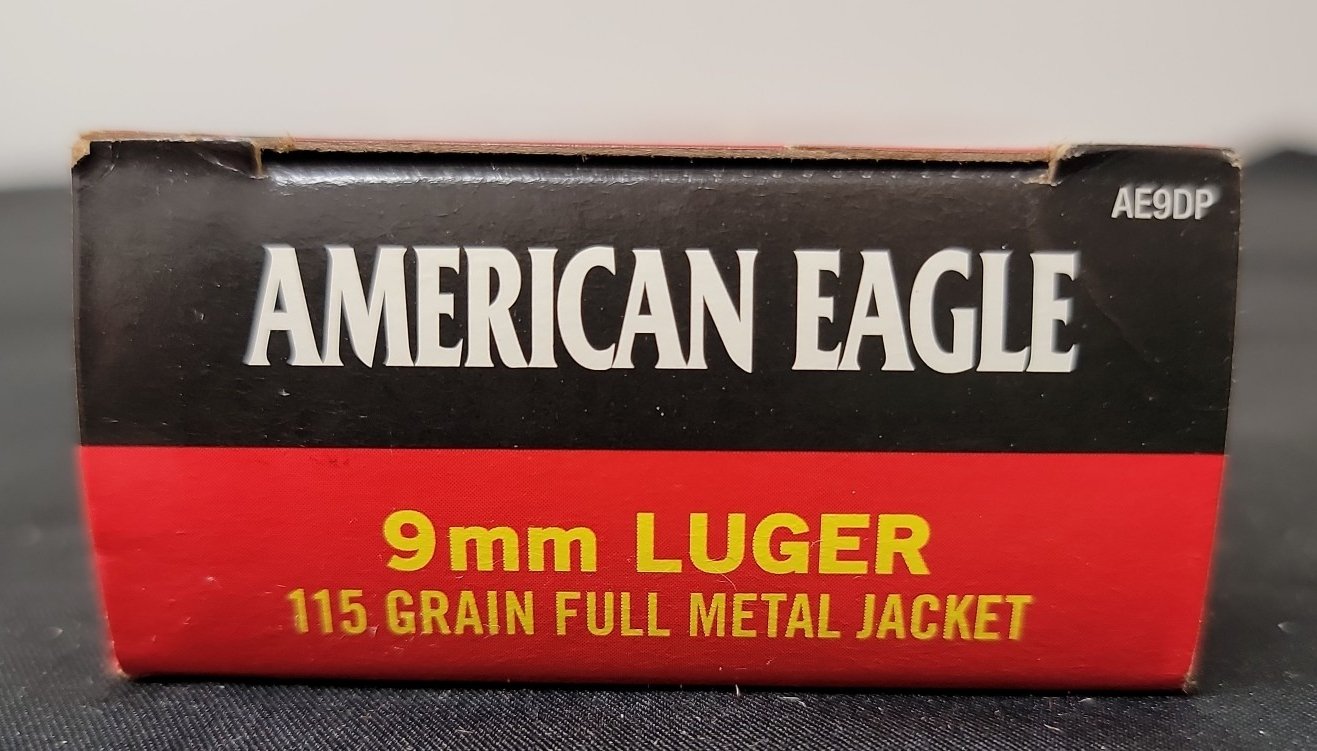 AE9DP
AMERICAN EAGLE
9mm LUGER
115 GRAIN FULL METAL JACKET